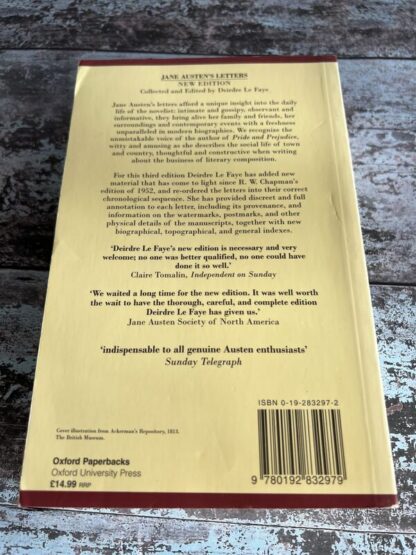 JANE AUSTEN'S LETTERS
NEW EDITION
Collected and Edited by Deirdre Le Faye
Jane Austen's letters afford a unique insight into the daily
life of the novelist: intimate and gossipy, observant and
informative, they bring alive her family and friends, her
surroundings and contemporary events with a freshness
unparalleled in modern biographies. We recognize the
unmistakable voice of the author of Pride and Prejudice,
witty and amusing as she describes the social life of town
and country, thoughtful and constructive when writing
about the business of literary composition.
For this third edition Deirdre Le Faye has added new
material that has come to light since R. W. Chapman's
edition of 1952, and re-ordered the letters into their correct
chronological sequence. She has provided discreet and full
annotation to each letter, including its provenance, and
information on the watermarks, postmarks, and other
physical details of the manuscripts, together with new
biographical, topographical, and general indexes.
'Deirdre Le Faye's new edition is necessary and very
welcome; no one was better qualified, no one could have
done it so well.'
Claire Tomalin, Independent on Sunday
'We waited a long time for the new edition. It was well worth
the wait to have the thorough, careful, and complete edition
Deirdre Le Faye has given us.'
Jane Austen Society of North America
'indispensable to all genuine Austen enthusiasts'
Sunday Telegraph
ISBN 0-19-283297-2
Cover illustration from Ackerman's Repository, 1813.
The British Museum.
Oxford Paperbacks
Oxford University Press
£14.99 RRP
9 780192 832979